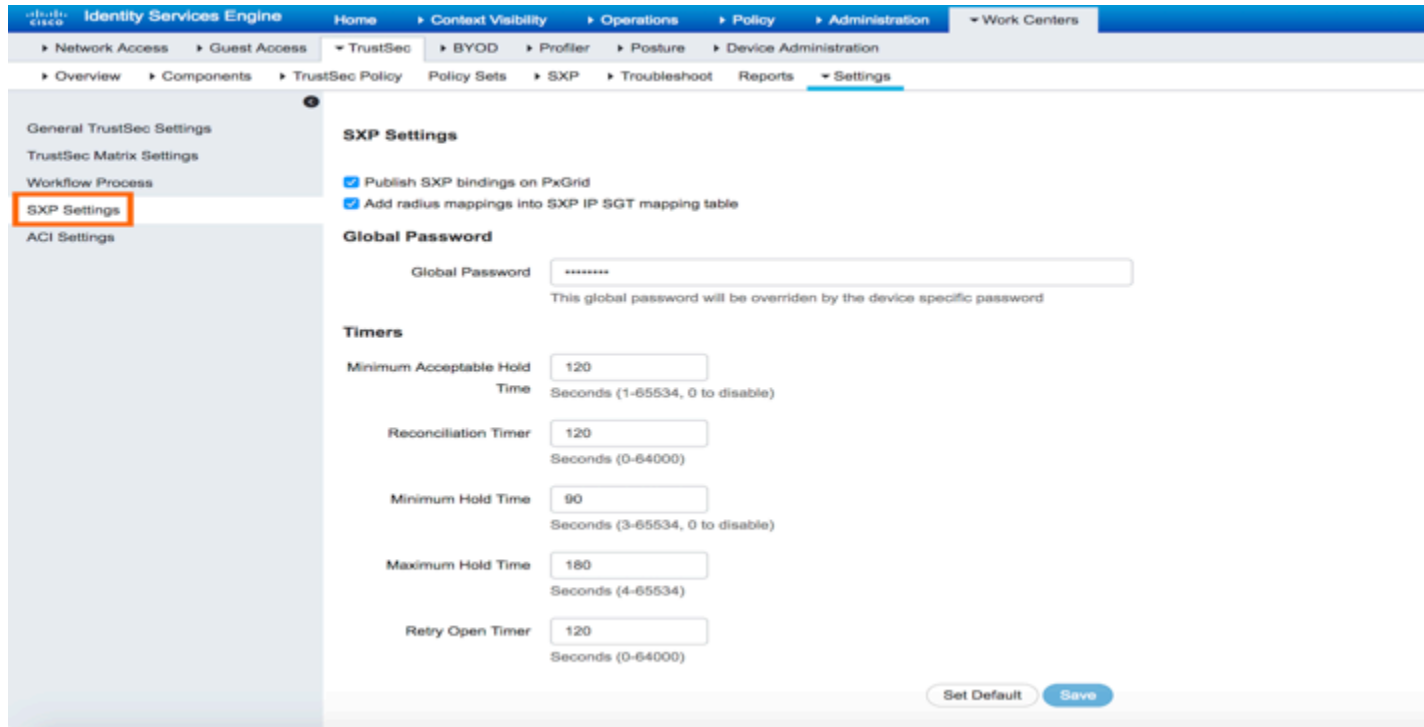 cisco Identity Services Engine Home Context Visibility Operations Policy Administration Work Centers
Network Access Guest Access TrustSec BYOD Profiler Posture Device Administration
Overview Components TrustSec Policy Policy Sets SXP Troubleshoot Reports Settings
General TrustSec Settings
TrustSec Matrix Settings
Workflow Process
SXP Settings
ACI Settings
SXP Settings
Publish SXP bindings on PxGrid
Add radius mappings into SXP IP SGT mapping table
Global Password
Global Password ••••••••
This global password will be overriden by the device specific password
Timers
Minimum Acceptable Hold
Time
120
Seconds (1-65534, 0 to disable)
Reconciliation Timer 120
Seconds (0-64000)
Minimum Hold Time 90
Seconds (3-65534, 0 to disable)
Maximum Hold Time 180
Seconds (4-65534)
Retry Open Timer 120
Seconds (0-64000)
Set Default Save